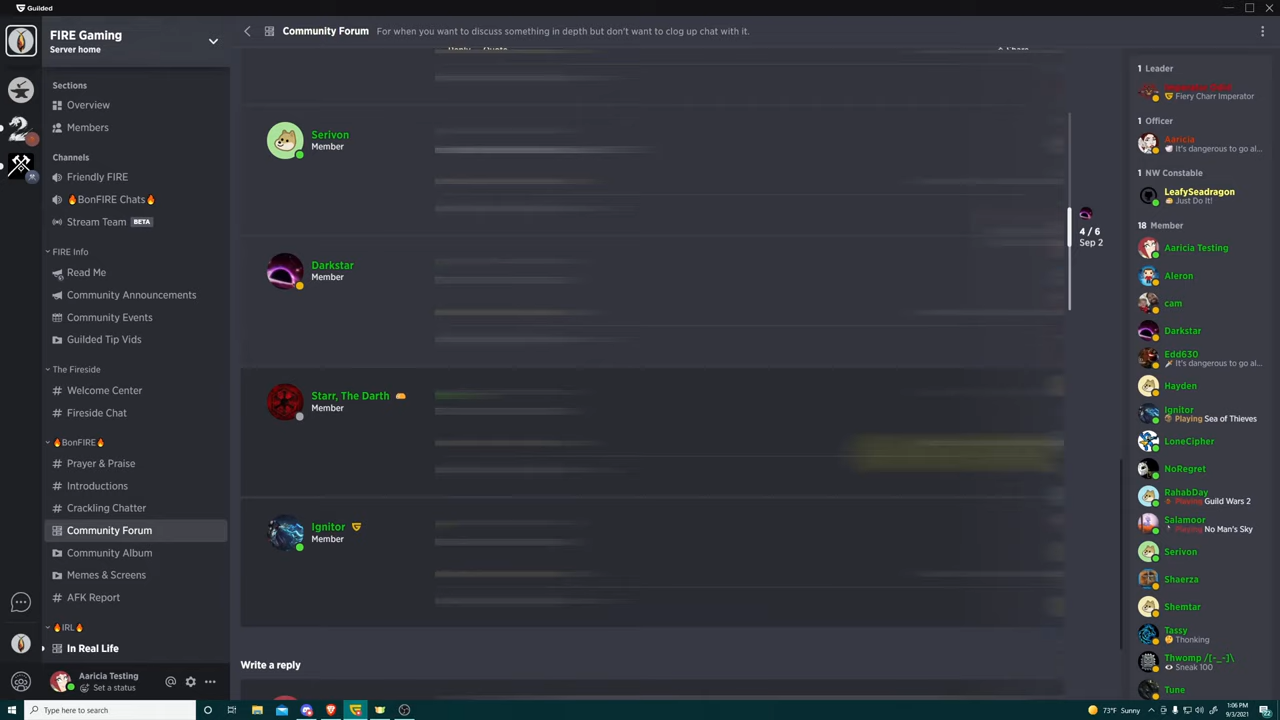 Guilded
FIRE Gaming
Server home
Sections
Overview
Members
Channels
Friendly FIRE
🔥BonFIRE Chats🔥
Stream Team BETA
FIRE Info
Read Me
Community Announcements
Community Events
Guilded Tip Vids
The Fireside
# Welcome Center
# Fireside Chat
🔥BonFIRE🔥
# Prayer & Praise
# Introductions
# Crackling Chatter
Community Forum
Community Album
Memes & Screens
# AFK Report
🔥IRL🔥
In Real Life
Aaricia Testing
Set a status
Community Forum For when you want to discuss something in depth but don't want to clog up chat with it.
Reply Quote Share
Serivon
Member
Darkstar
Member
Starr, The Darth
Member
Ignitor
Member
Write a reply
4 / 6
Sep 2
1 Leader
Fiery Charr Imperator
1 Officer
Aaricia
It's dangerous to go al...
1 NW Constable
LeafySeadragon
Just Do It!
18 Member
Aaricia Testing
Aleron
cam
Darkstar
Edd630
It's dangerous to go al...
Hayden
Ignitor
Playing Sea of Thieves
LoneCipher
NoRegret
RahabDay
Playing Guild Wars 2
Salamoor
Playing No Man's Sky
Serivon
Shaerza
Shemtar
Tassy
Thonking
Thwomp /[-_-]\
Sneak 100
Tune
Type here to search
73°F Sunny
1:06 PM
9/3/2021